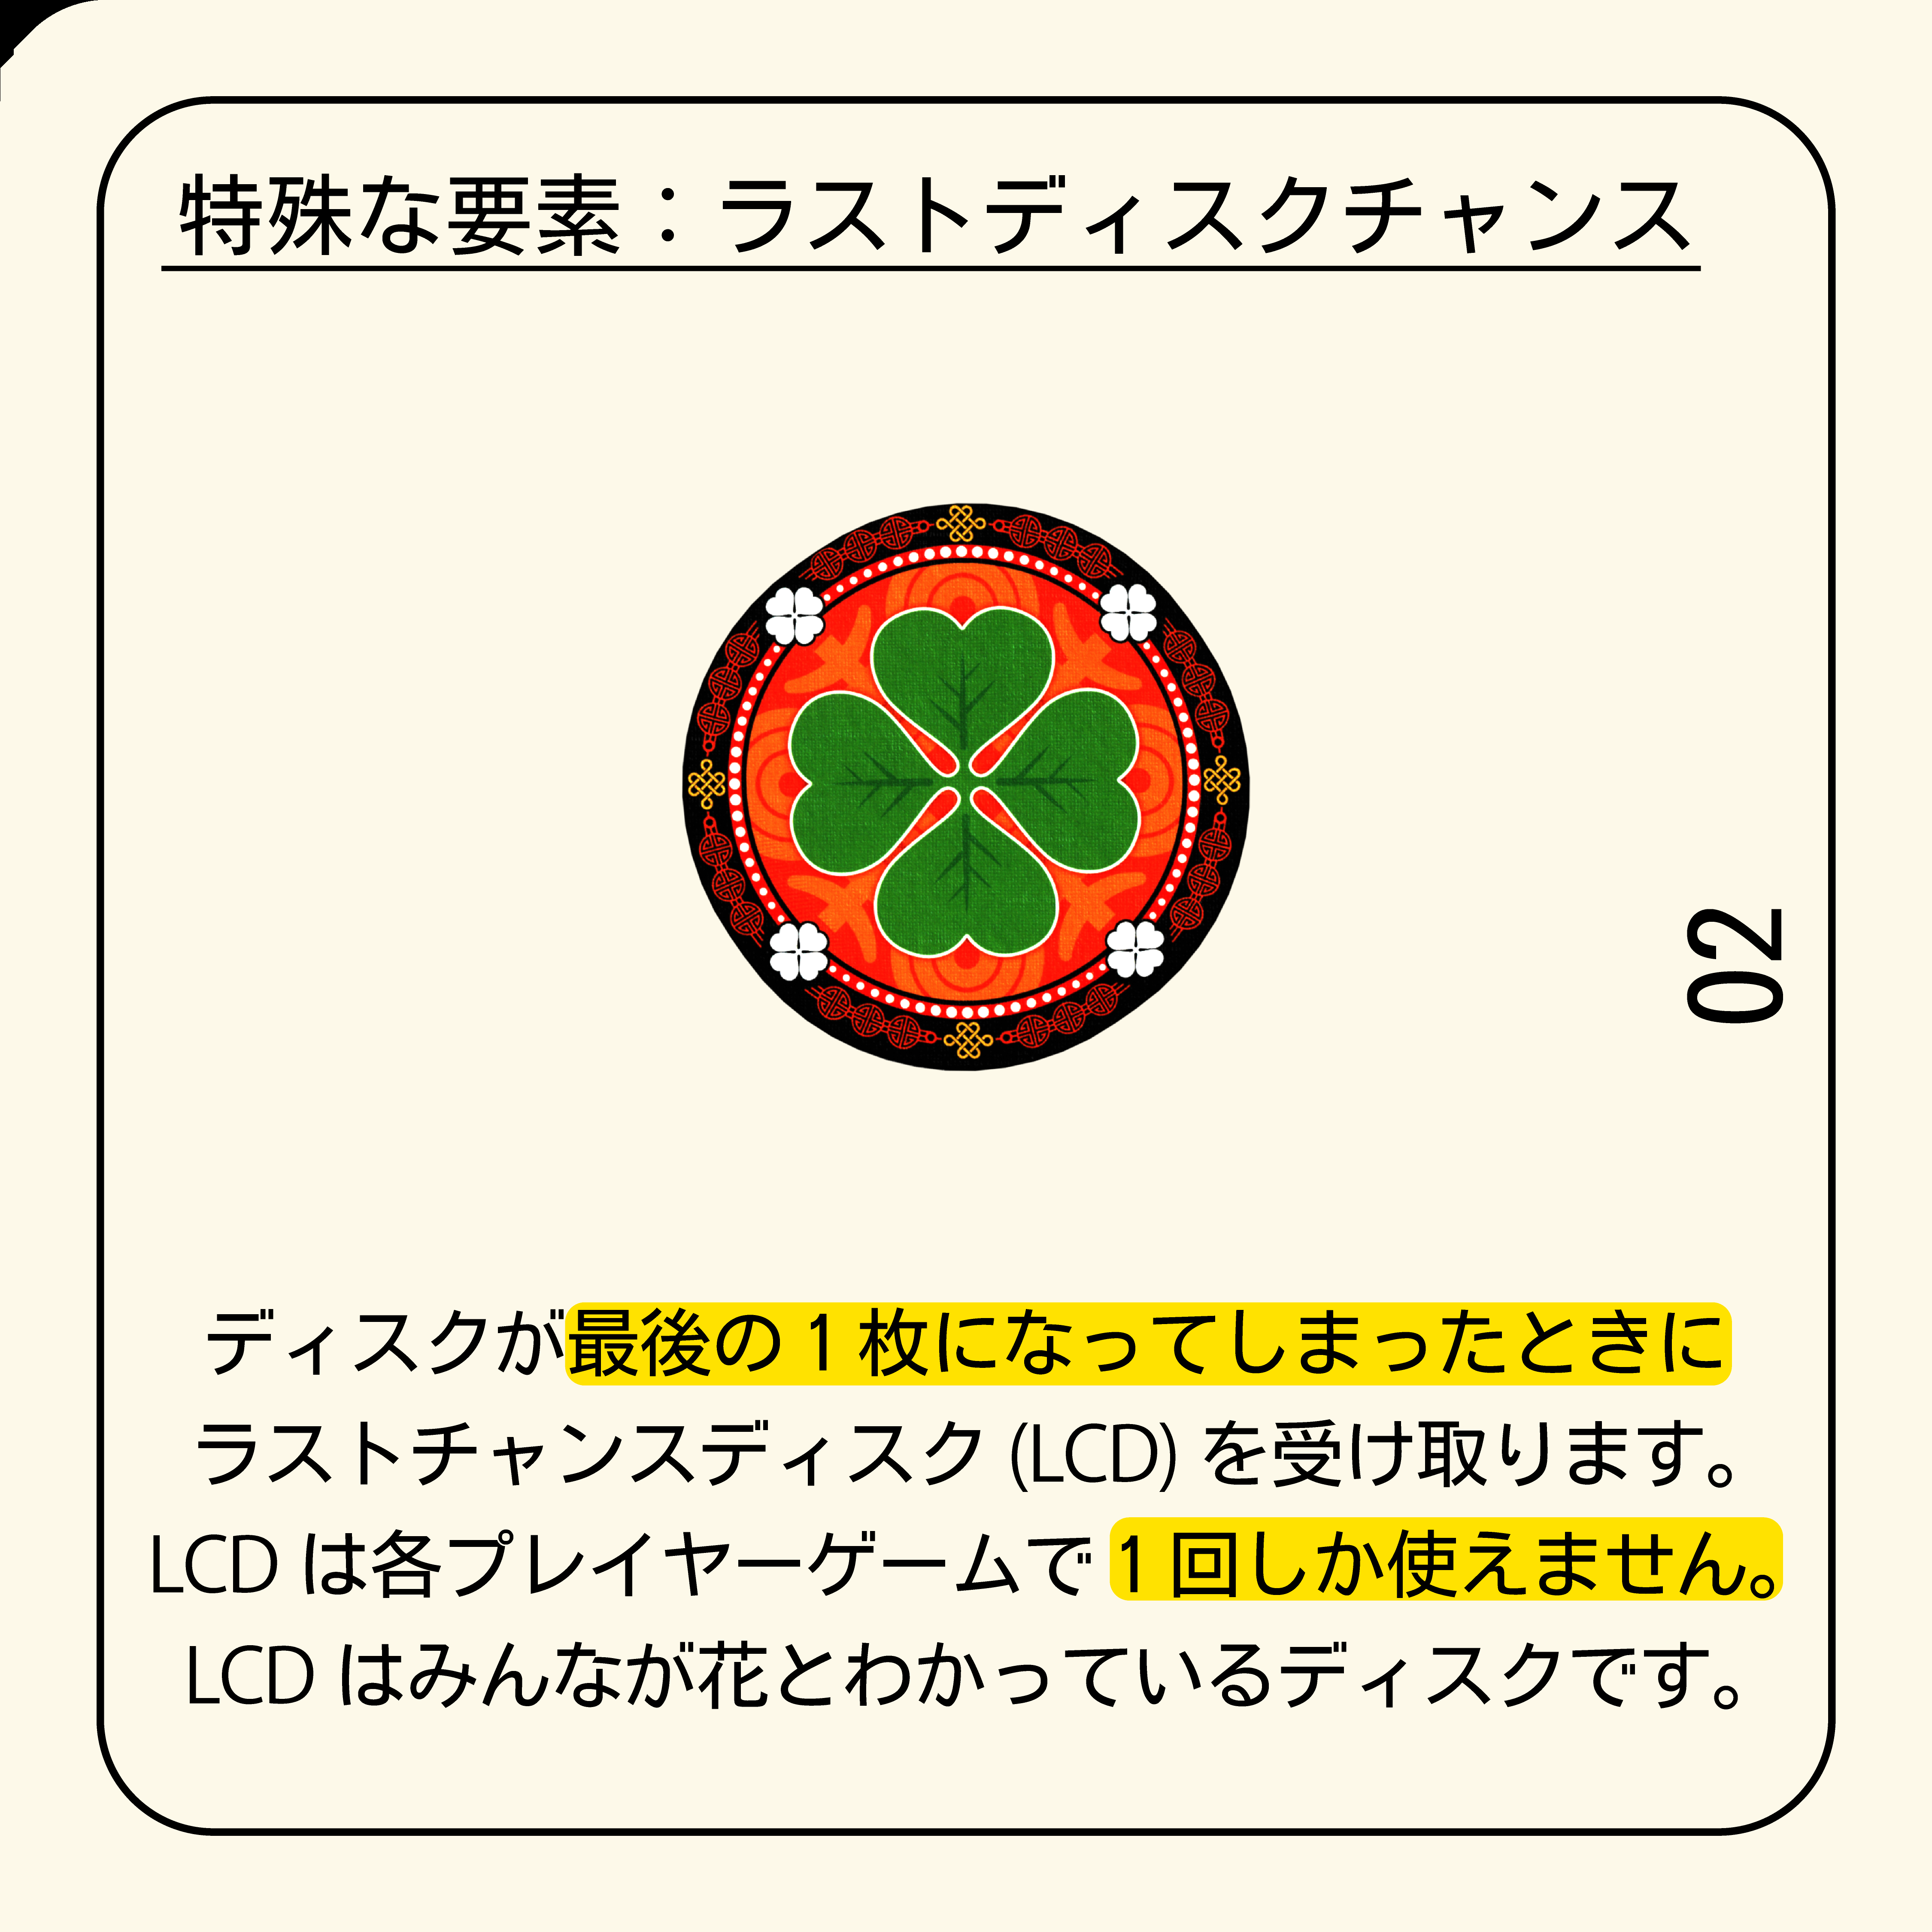 特殊な要素：ラストディスクチャンス
02
ディスクが最後の1枚になってしまったときに
ラストチャンスディスク (LCD) を受け取ります。
LCD は各プレイヤーゲームで 1 回しか使えません。
LCD はみんなが花とわかっているディスクです。